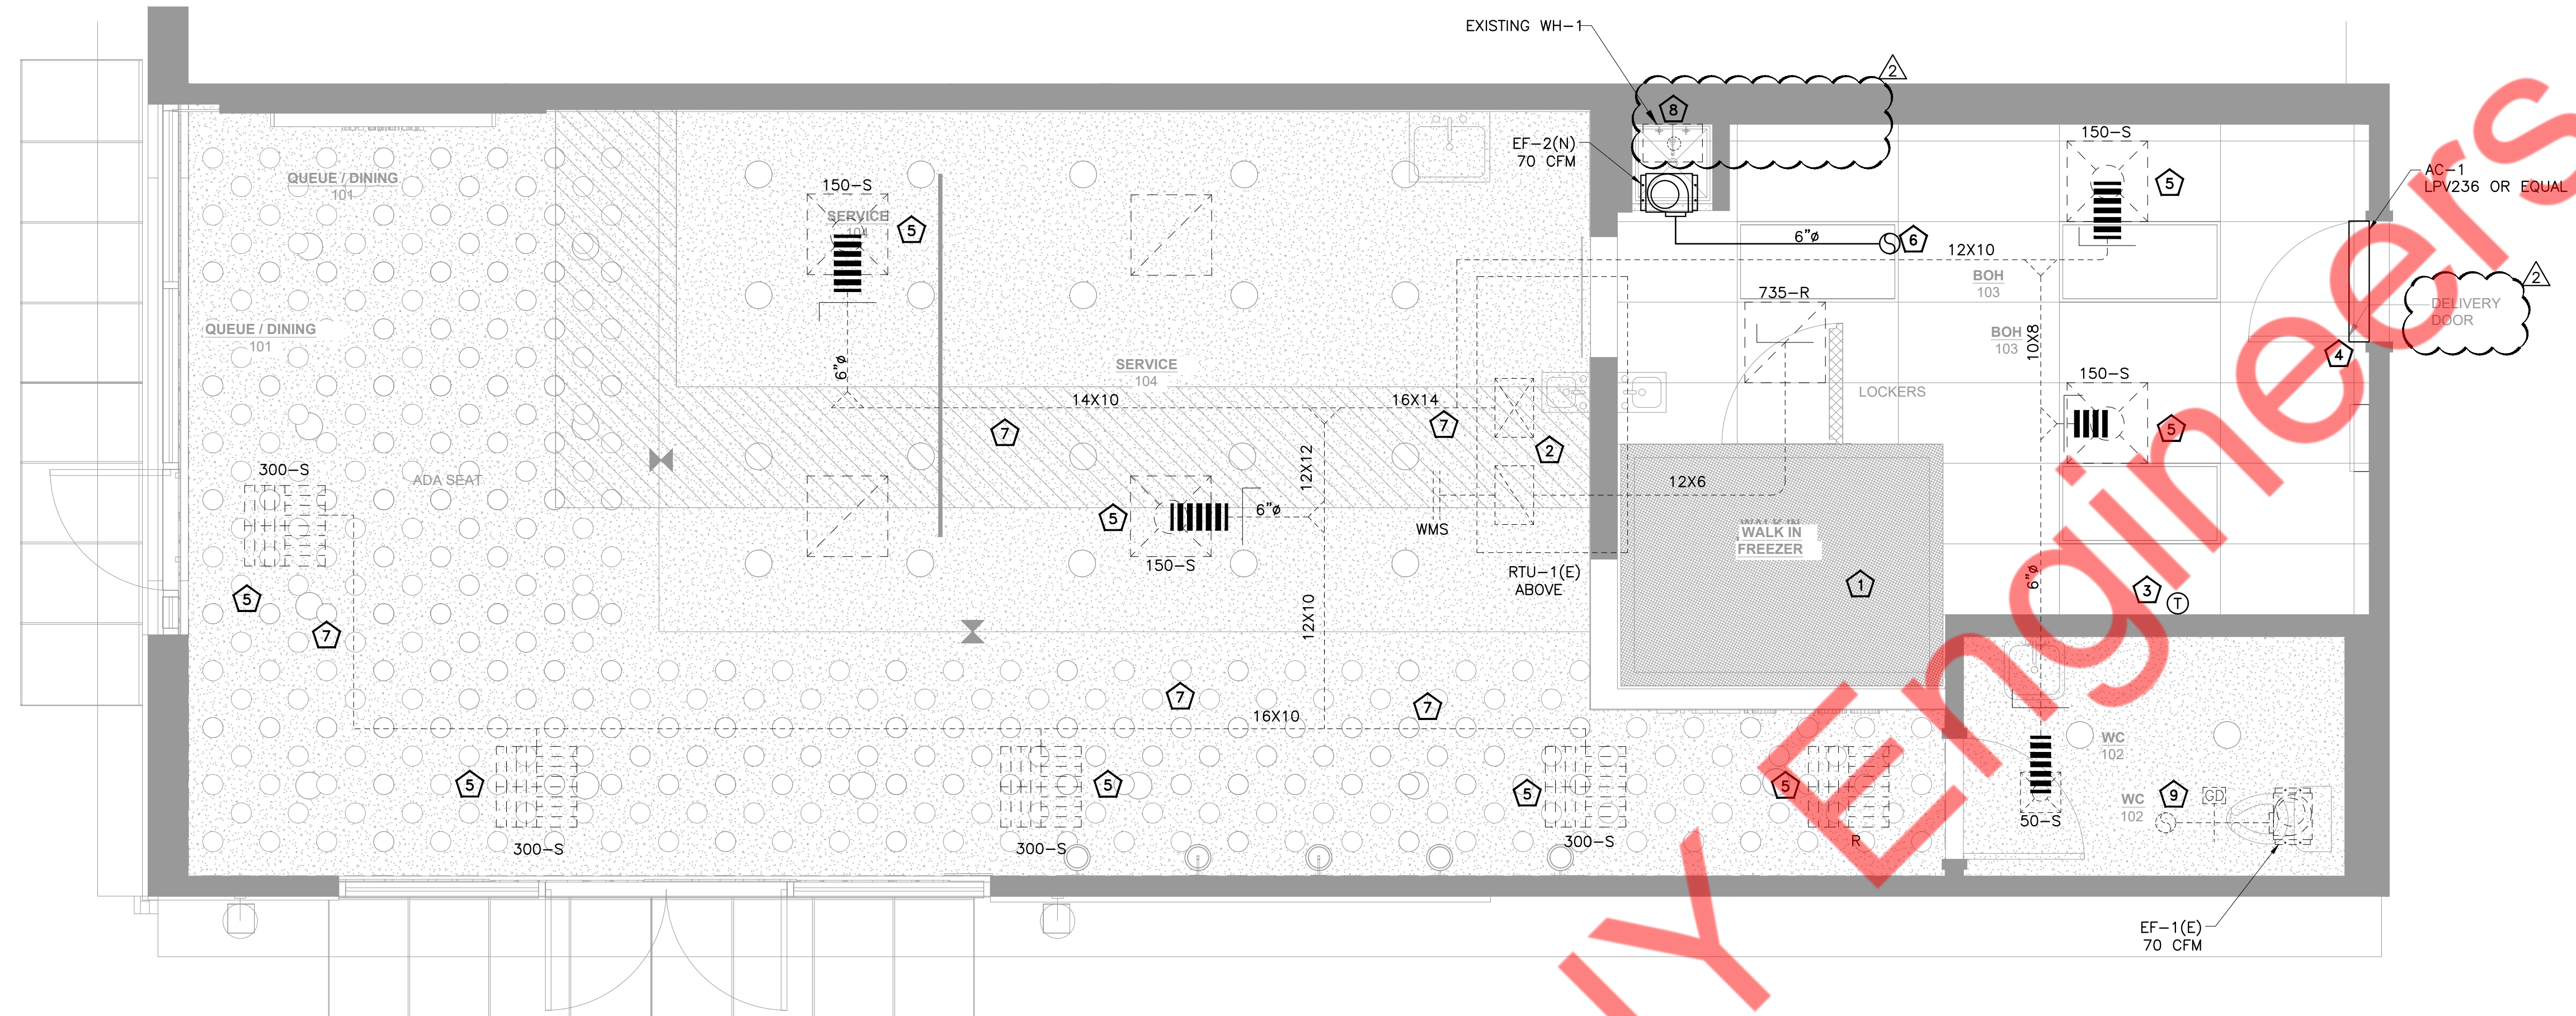 EXISTING WH-1
2
8
EF-2(N)
70 CFM
150-S
5
AC-1
LPV236 OR EQUAL
QUEUE / DINING
101
150-S
SERVICE
5
6"ø
6
12X10
BOH
103
2
DELIVERY
DOOR
735-R
QUEUE / DINING
101
BOH
103
10X8
4
6"ø
SERVICE
104
150-S
LOCKERS
14X10
16X14
7
7
2
5
300-S
ADA SEAT
12X12
12X6
5
6"ø
WMS
150-S
WALK IN
FREEZER
RTU-1(E)
ABOVE
1
6"ø
3
T
5
7
12X10
7
7
16X10
WC
102
5
5
5
5
9
GD
WC
102
50-S
300-S
300-S
300-S
R
EF-1(E)
70 CFM
NY Engineers